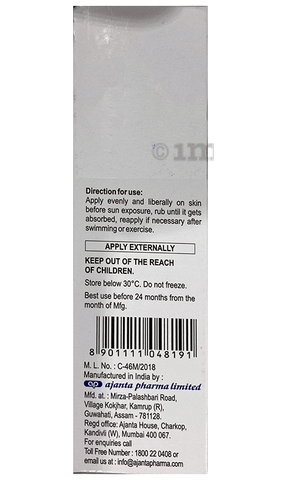 Direction for use:
Apply evenly and liberally on skin
before sun exposure, rub until it gets
absorbed, reapply if necessary after
swimming or exercise.
APPLY EXTERNALLY
KEEP OUT OF THE REACH
OF CHILDREN.
Store below 30°C. Do not freeze.
Best use before 24 months from the
month of Mfg.
8 901111 048191
M. L. No. : C-46M/2018
Manufactured in India by :
ap ajanta pharma limited
Mfd. at. : Mirza-Palashbari Road,
Village Kokjhar, Kamrup (R),
Guwahati, Assam - 781128.
Regd office: Ajanta House, Charkop,
Kandivli (W), Mumbai 400 067.
For enquiries call
Toll Free Number : 1800 22 0408 or
email us at : info@ajantapharma.com